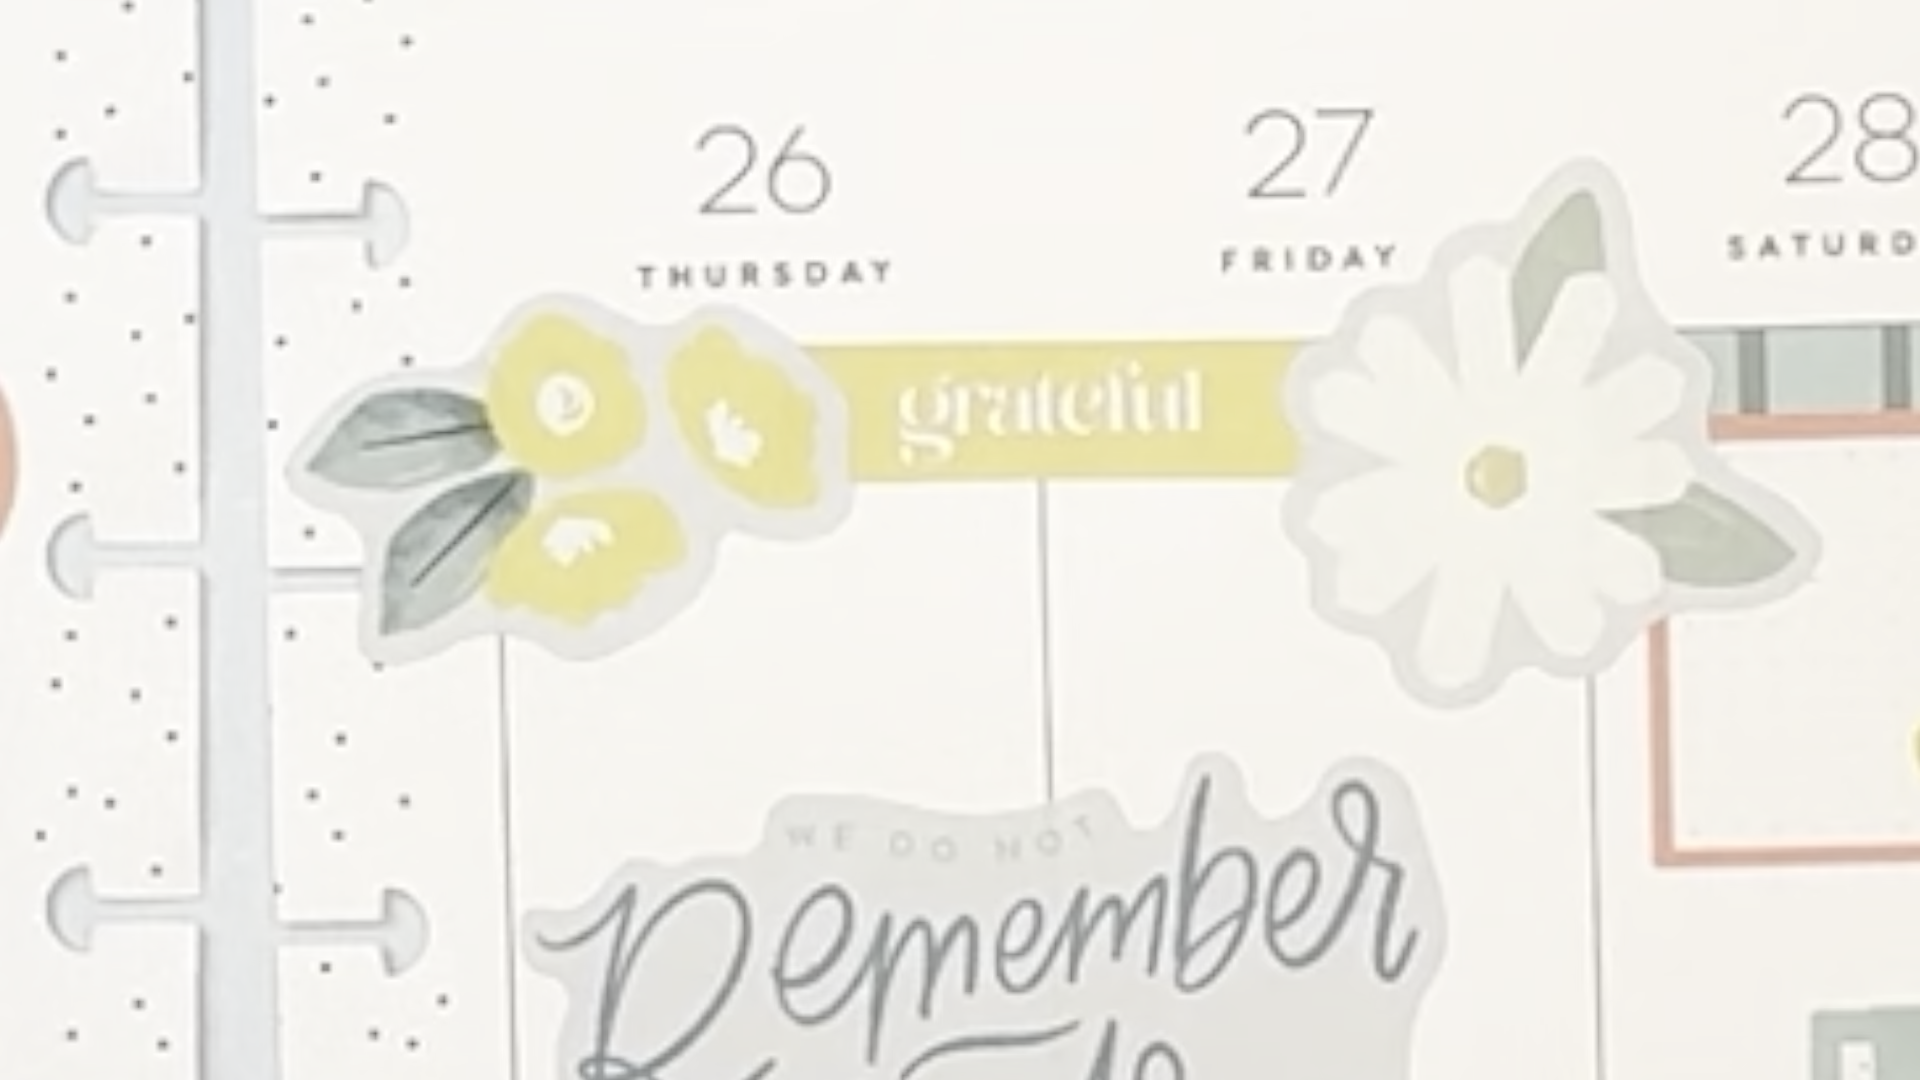 26 27 28
THURSDAY FRIDAY SATURD
grateful
WE DO NOT
Remember